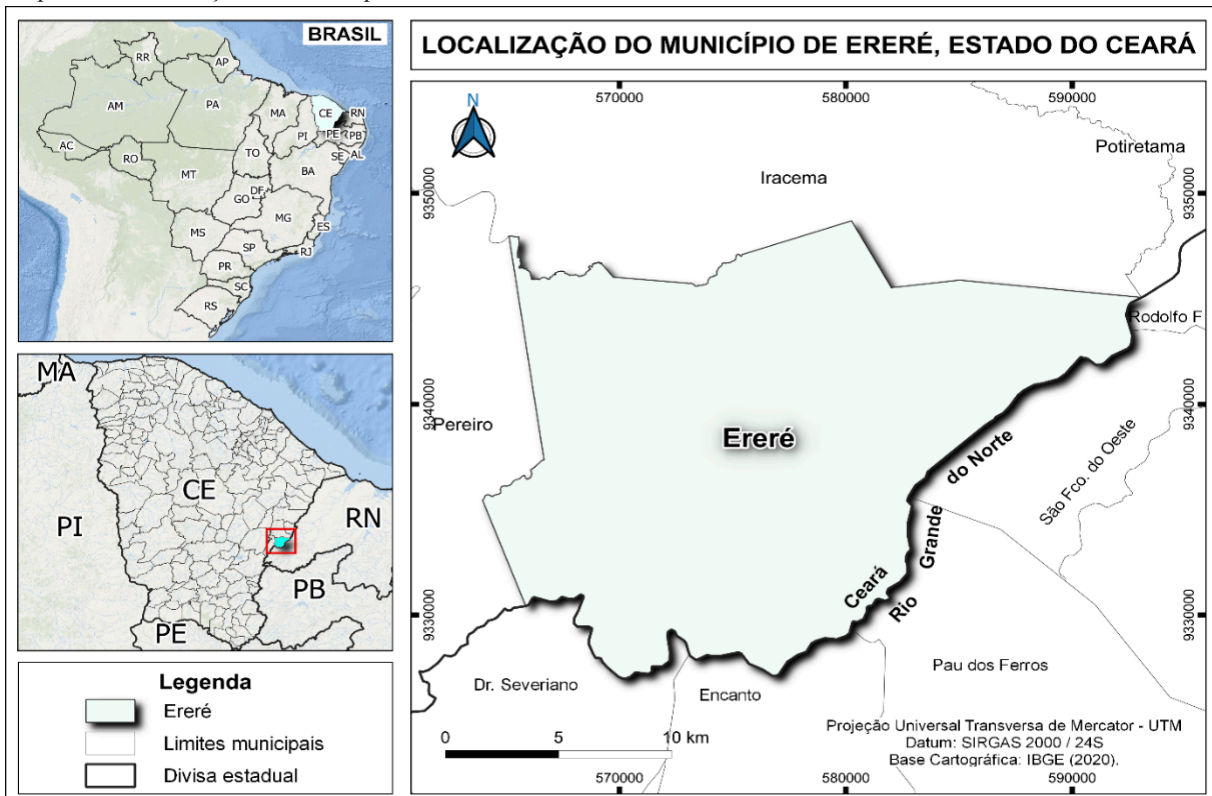 BRASIL
RR
AP
AM
PA
MA
CE
RN
PI
PE
PB
AC
RO
TO
SE
AL
MT
BA
DF
GO
MG
MS
ES
SP
RJ
PR
SC
RS
MA
CE
PI
RN
PB
PE
Legenda
Ereré
Limites municipais
Divisa estadual
LOCALIZAÇÃO DO MUNICÍPIO DE ERERÉ, ESTADO DO CEARÁ
N
570000
580000
590000
Potiretama
Iracema
9350000
9350000
Rodolfo F
Pereiro
9340000
9340000
Ereré
do Norte
São Fco. do Oeste
Grande
Ceará
Rio
9330000
9330000
Pau dos Ferros
Dr. Severiano
Encanto
0
5
10 km
Projeção Universal Transversa de Mercator - UTM
Datum: SIRGAS 2000 / 24S
Base Cartográfica: IBGE (2020).
570000
580000
590000